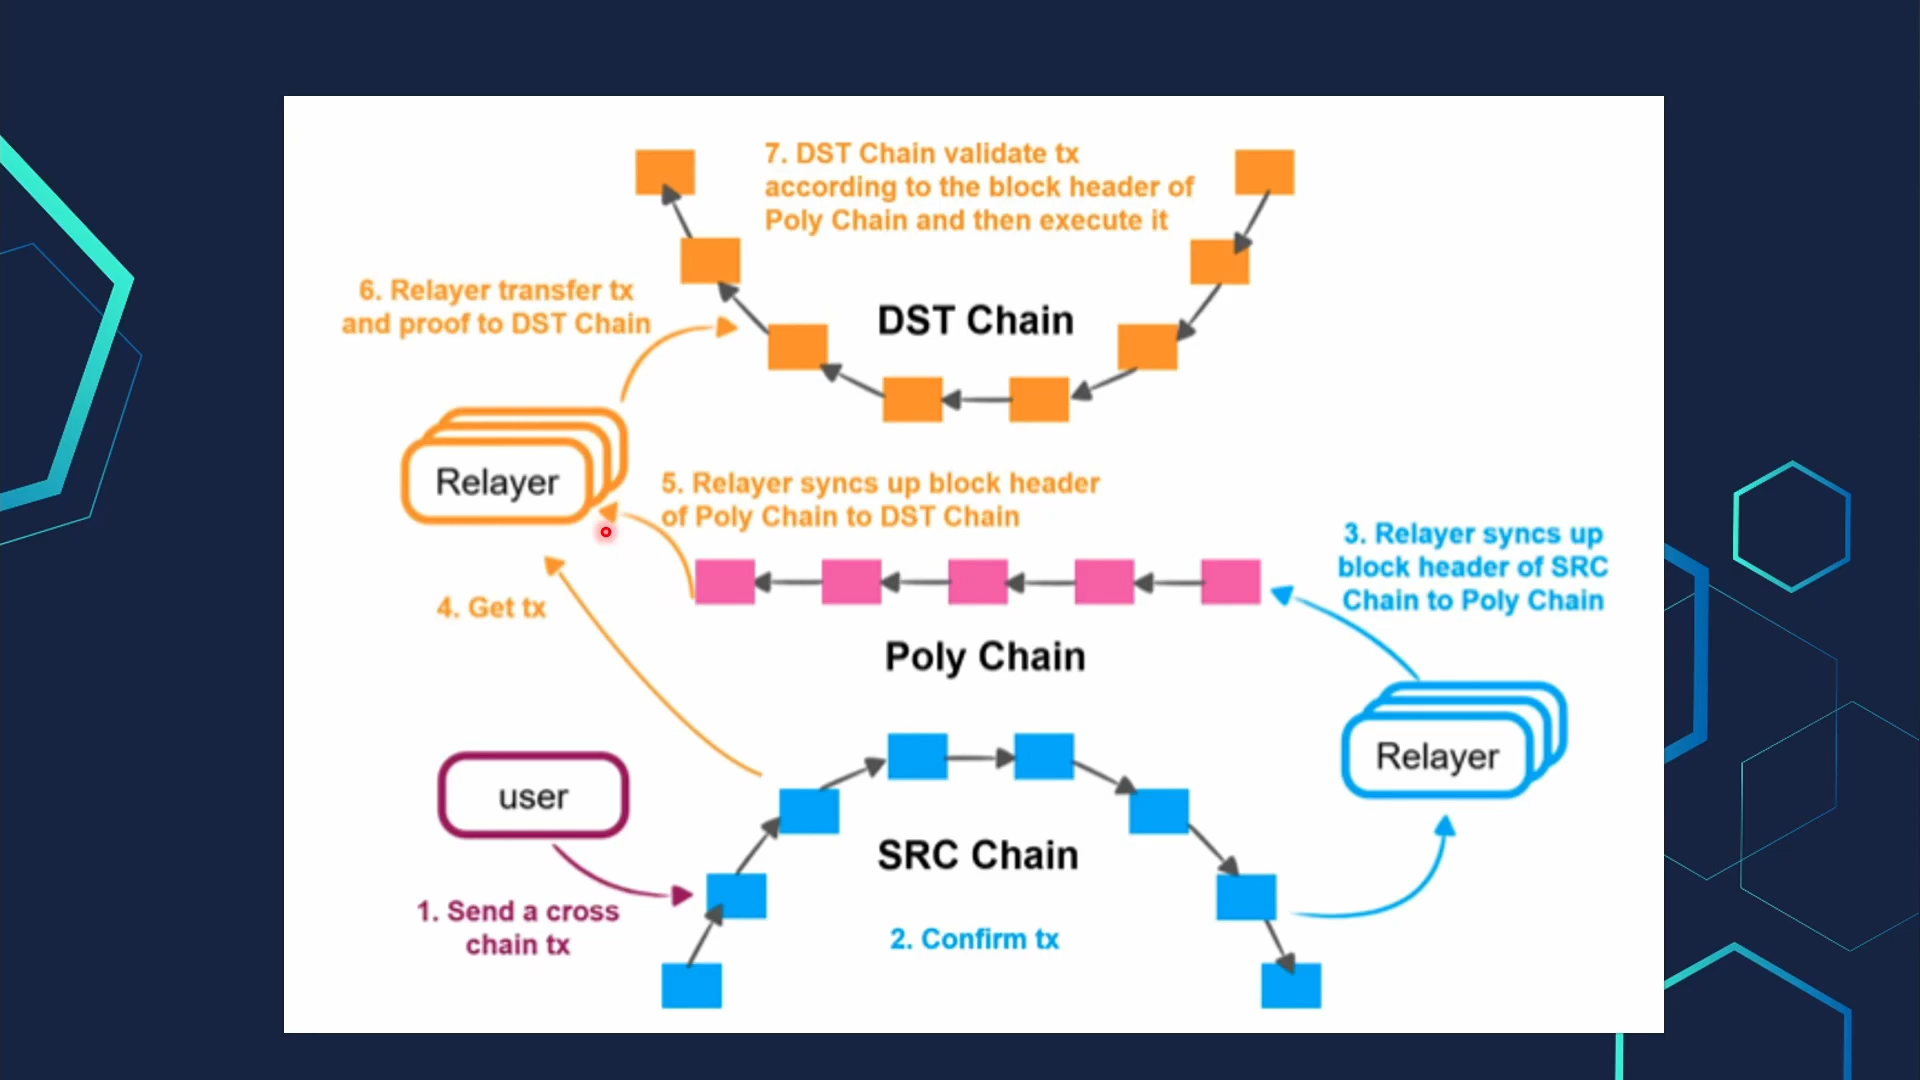 7. DST Chain validate tx
according to the block header of
Poly Chain and then execute it
6. Relayer transfer tx
and proof to DST Chain
DST Chain
Relayer
5. Relayer syncs up block header
of Poly Chain to DST Chain
3. Relayer syncs up
block header of SRC
Chain to Poly Chain
4. Get tx
Poly Chain
Relayer
user
SRC Chain
1. Send a cross
chain tx
2. Confirm tx